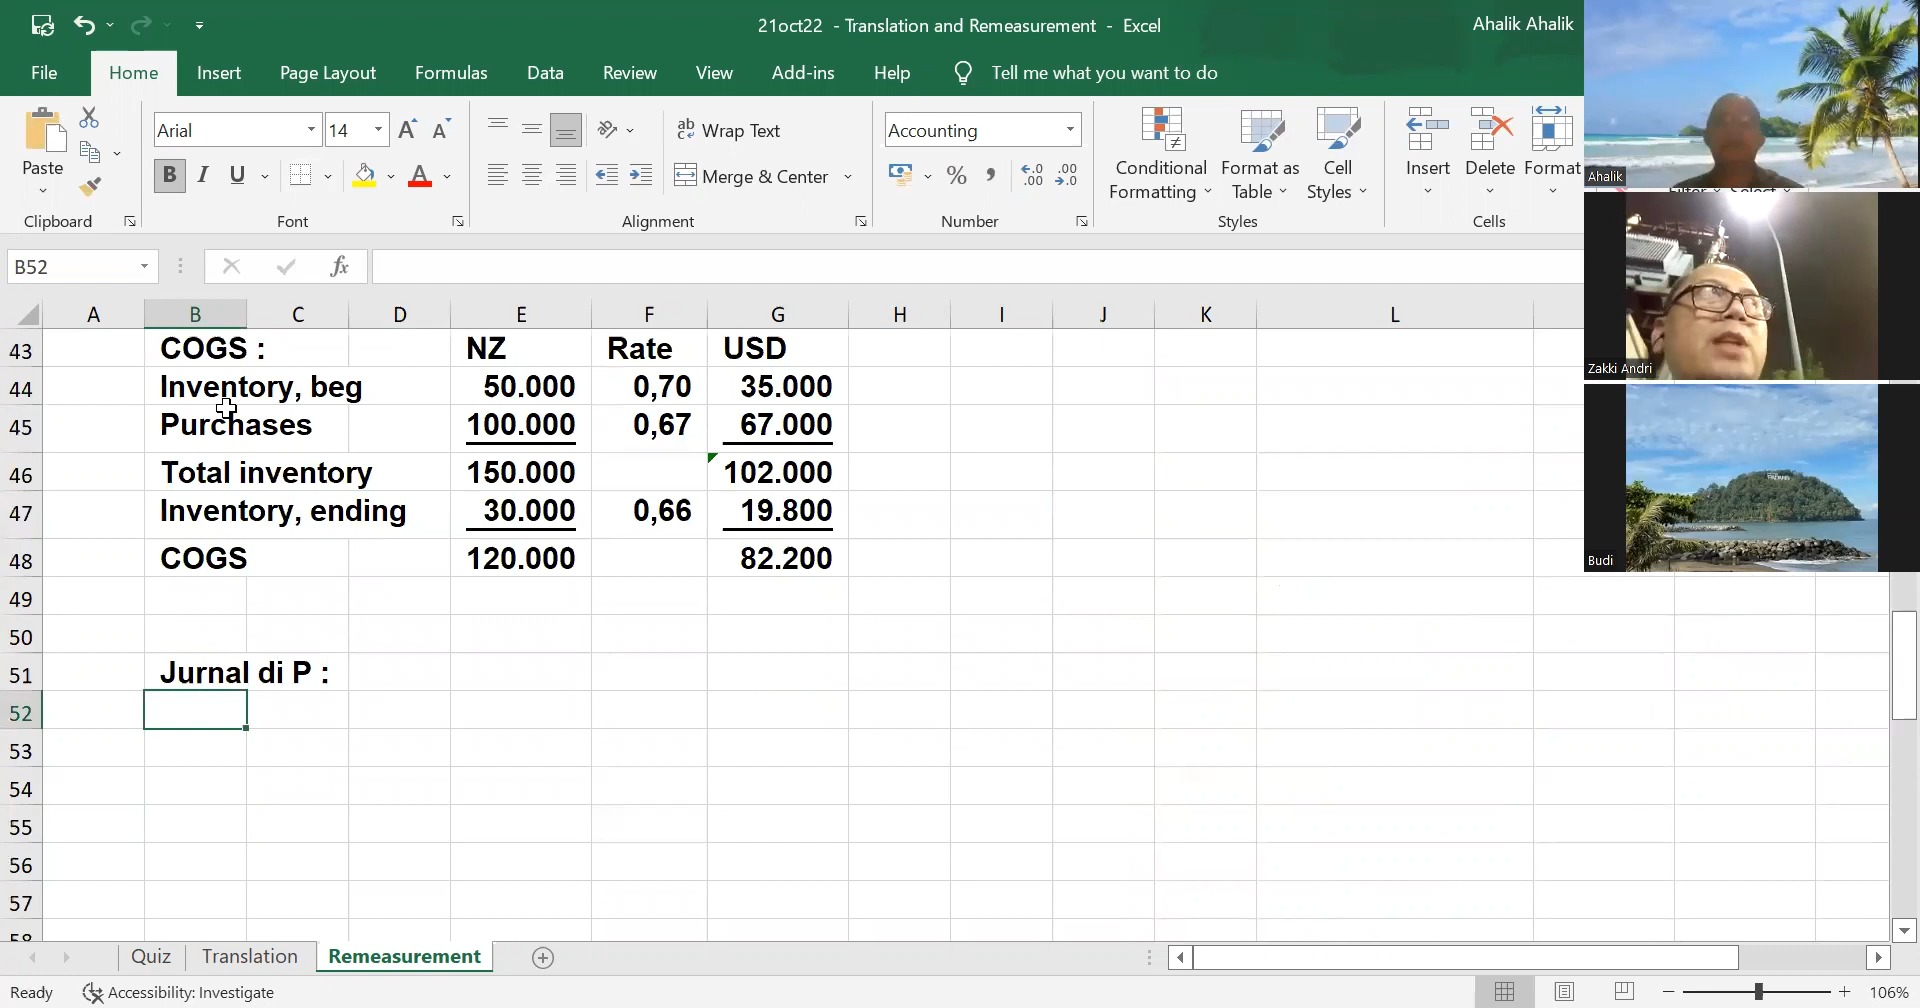 21oct22 - Translation and Remeasurement - Excel
Ahalik Ahalik
File Home Insert Page Layout Formulas Data Review View Add-ins Help Tell me what you want to do
Arial 14
Wrap Text
Accounting
Paste
Merge & Center
Conditional Formatting
Format as Table
Cell Styles
Insert Delete Format
Clipboard Font Alignment Number Styles Cells
B52 fx
A B C D E F G H I J K L
43 COGS : NZ Rate USD
44 Inventory, beg 50.000 0,70 35.000
45 Purchases 100.000 0,67 67.000
46 Total inventory 150.000 102.000
47 Inventory, ending 30.000 0,66 19.800
48 COGS 120.000 82.200
49
50
51 Jurnal di P :
52
53
54
55
56
57
58
Quiz Translation Remeasurement
Ready Accessibility: Investigate 106%
Ahalik
Zakki Andri
Budi